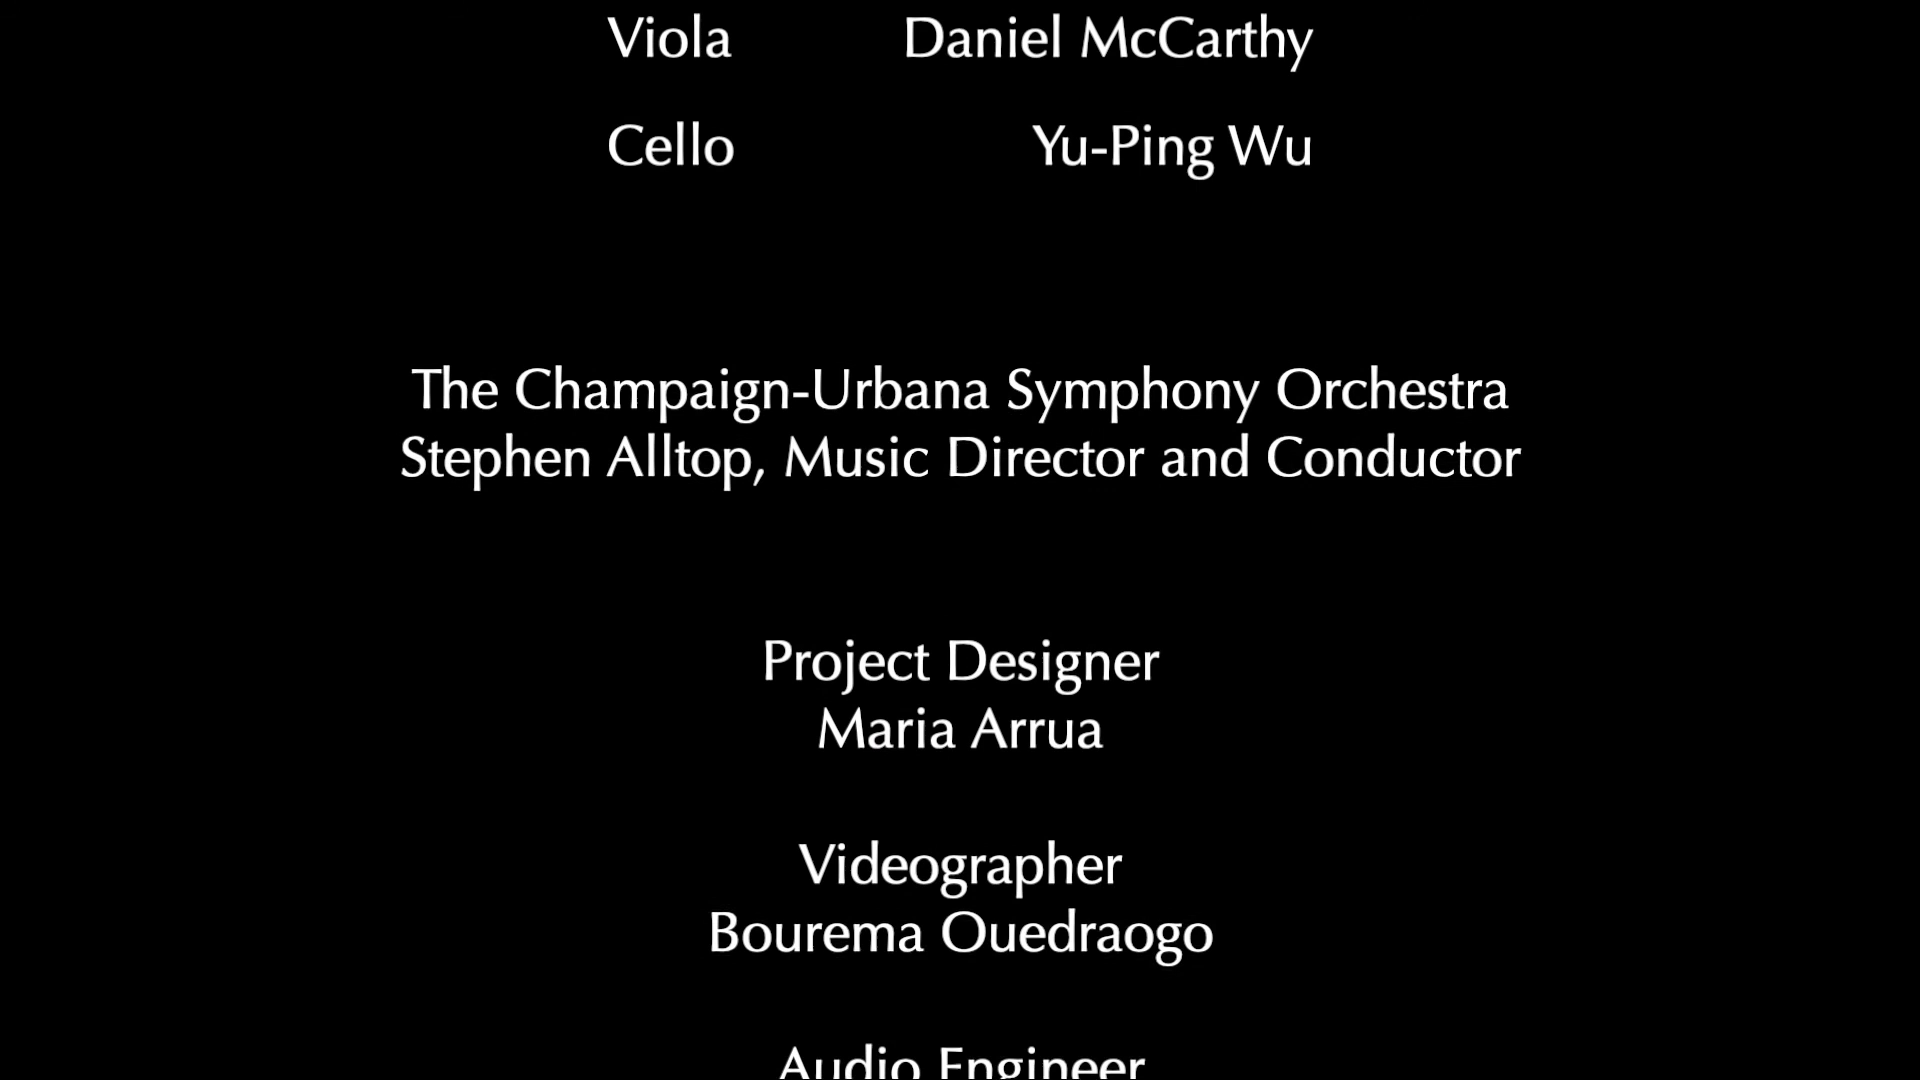 Viola Daniel McCarthy
Cello Yu-Ping Wu
The Champaign-Urbana Symphony Orchestra
Stephen Alltop, Music Director and Conductor
Project Designer
Maria Arrua
Videographer
Bourema Ouedraogo
Audio Engineer